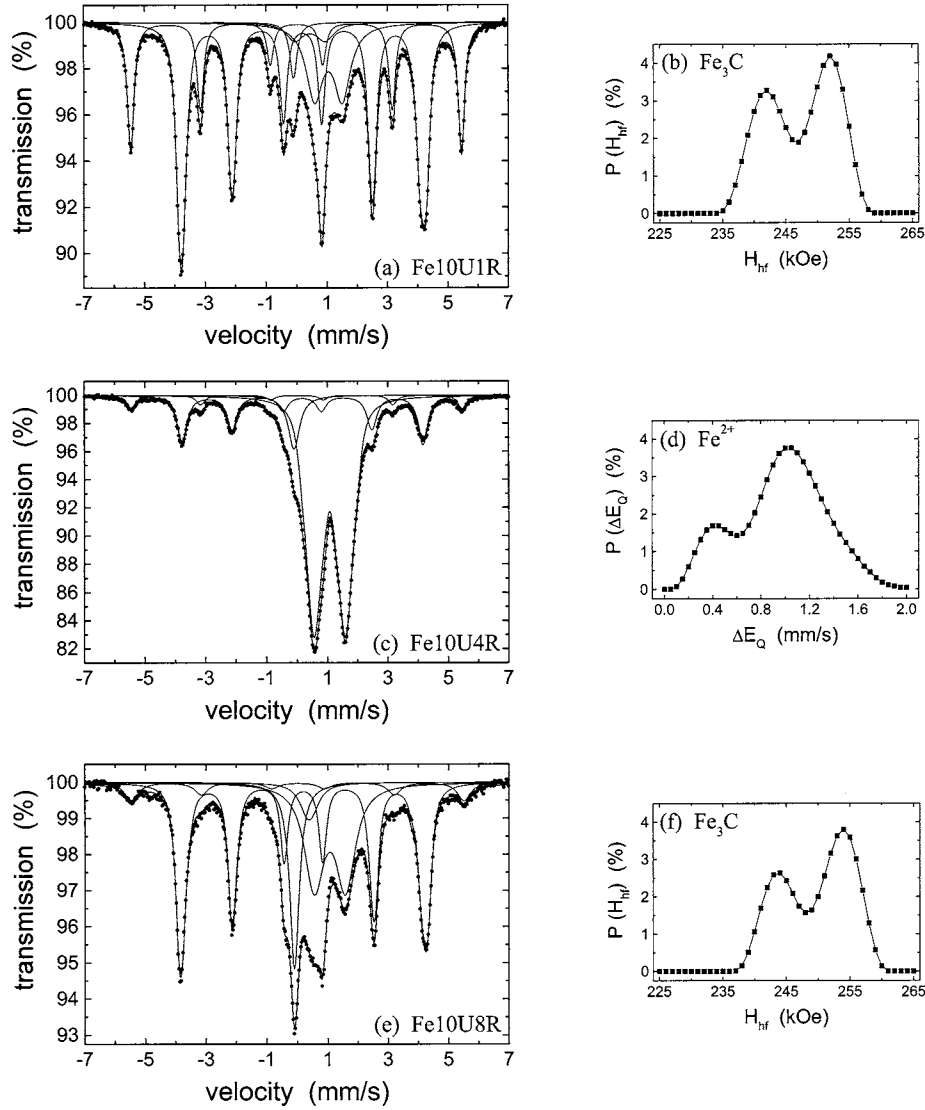 100
98
96
94
92
90
transmission (%)
(a) Fe10U1R
-7 -5 -3 -1 1 3 5 7
velocity (mm/s)
(b) Fe₃C
4
3
2
1
0
P (H_hf) (%)
225 235 245 255 265
H_hf (kOe)
100
98
96
94
92
90
88
86
84
82
transmission (%)
(c) Fe10U4R
-7 -5 -3 -1 1 3 5 7
velocity (mm/s)
(d) Fe²⁺
4
3
2
1
0
P (ΔE_Q) (%)
0.0 0.4 0.8 1.2 1.6 2.0
ΔE_Q (mm/s)
100
99
98
97
96
95
94
93
transmission (%)
(e) Fe10U8R
-7 -5 -3 -1 1 3 5 7
velocity (mm/s)
(f) Fe₃C
4
3
2
1
0
P (H_hf) (%)
225 235 245 255 265
H_hf (kOe)